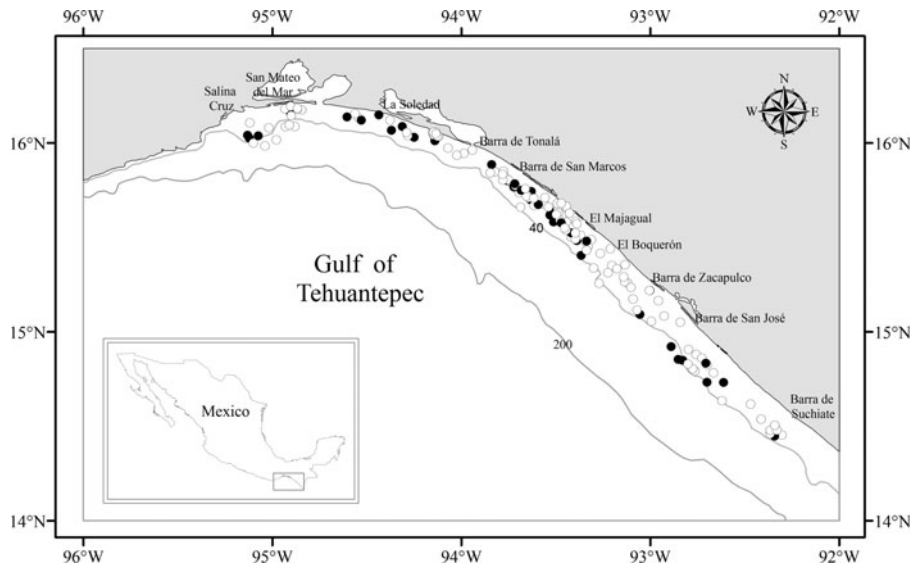 96°W 95°W 94°W 93°W 92°W
San Mateo
del Mar
Salina
Cruz
La Soledad
N
W E
S
16°N 16°N
Barra de Tonalá
Barra de San Marcos
El Majagual
40
El Boquerón
Gulf of
Tehuantepec
Barra de Zacapulco
15°N 15°N
Barra de San José
200
Barra de
Suchiate
Mexico
14°N 14°N
96°W 95°W 94°W 93°W 92°W